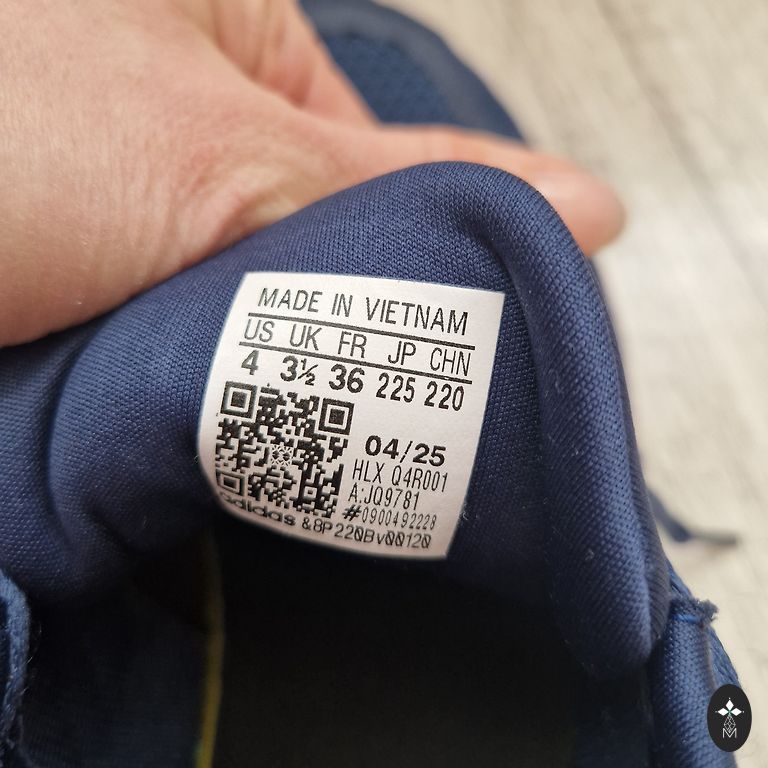 MADE IN VIETNAM
US UK FR JP CHN
4 3½ 36 225 220
04/25
HLX Q4R001
A:JQ9781
#0900492228
adidas &8P220Bv00120
M